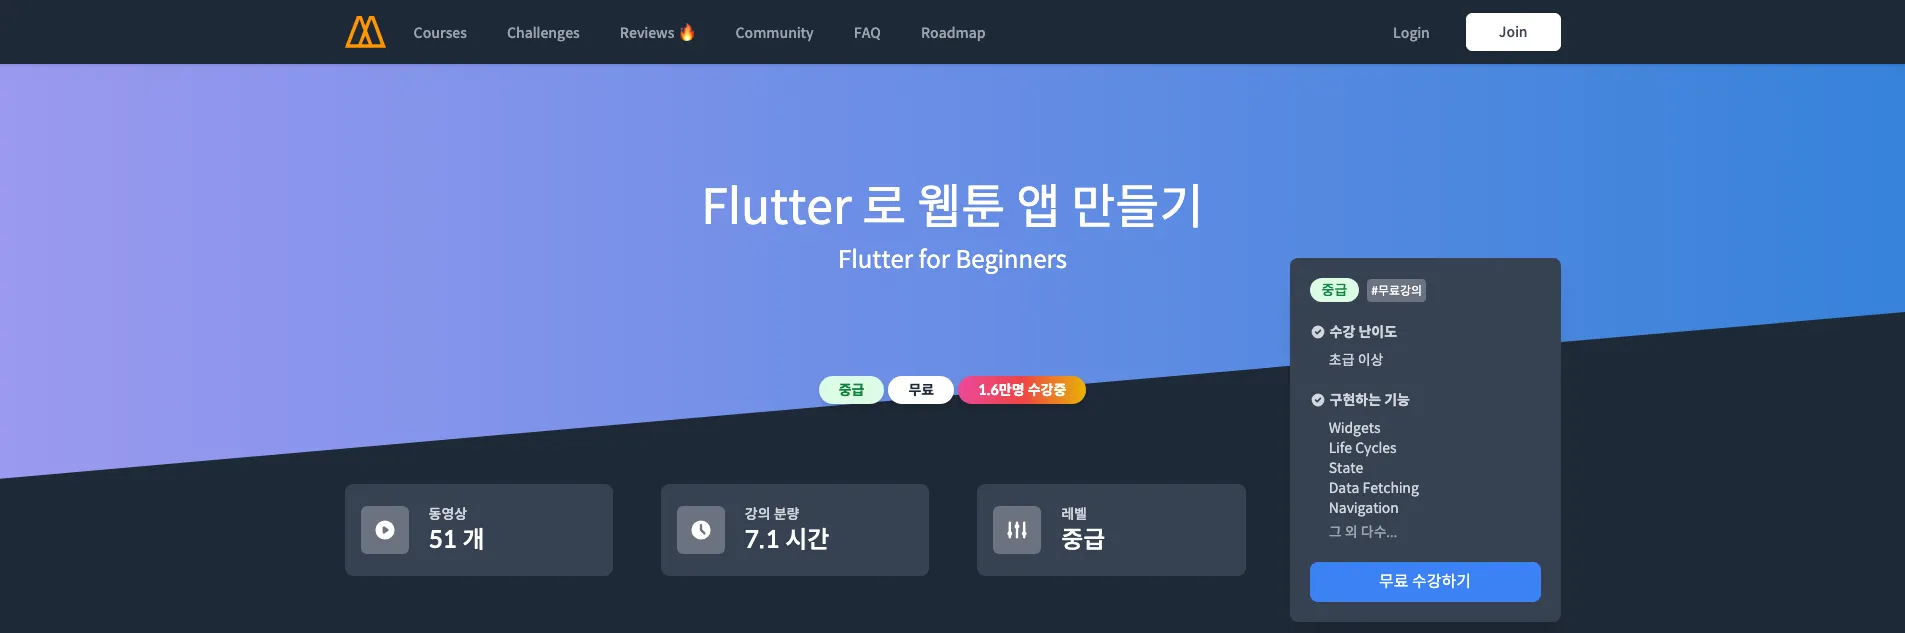 Courses
Challenges
Reviews 🔥
Community
FAQ
Roadmap
Login
Join
Flutter 로 웹툰 앱 만들기
Flutter for Beginners
중급
무료
1.6만명 수강중
동영상
51 개
강의 분량
7.1 시간
레벨
중급
중급
#무료강의
수강 난이도
초급 이상
구현하는 기능
Widgets
Life Cycles
State
Data Fetching
Navigation
그 외 다수...
무료 수강하기